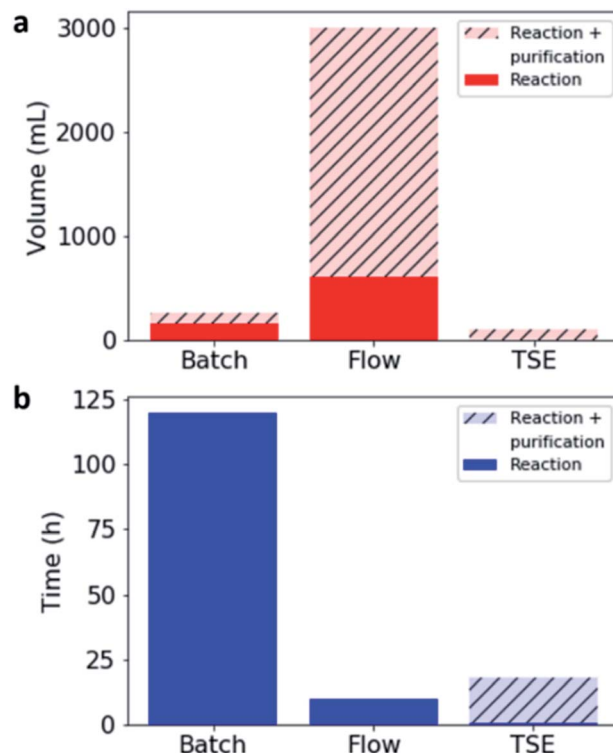 a
3000
2000
1000
0
Volume (mL)
Reaction +
purification
Reaction
Batch Flow TSE
b
125
100
75
50
25
0
Time (h)
Reaction +
purification
Reaction
Batch Flow TSE